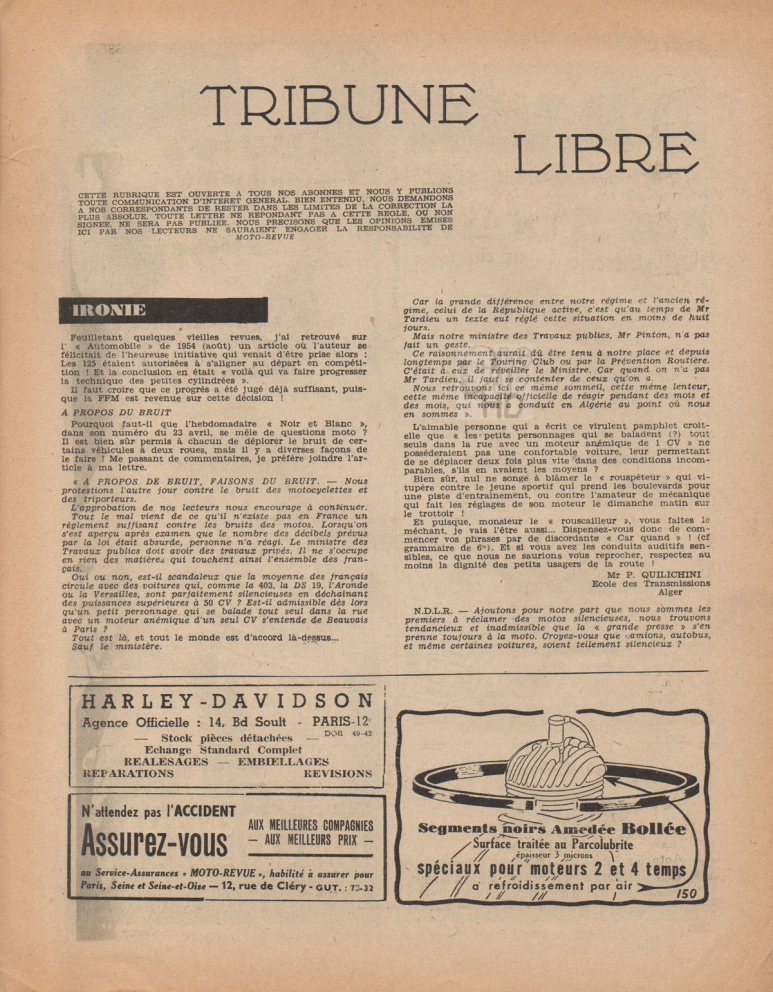 TRIBUNE
LIBRE
CETTE RUBRIQUE EST OUVERTE A TOUS NOS ABONNES ET NOUS Y PUBLIONS
TOUTE COMMUNICATION D'INTERET GENERAL. BIEN ENTENDU, NOUS DEMANDONS
A NOS CORRESPONDANTS DE RESTER DANS LES LIMITES DE LA CORRECTION LA
PLUS ABSOLUE. TOUTE LETTRE NE REPONDANT PAS A CETTE REGLE, OU NON
SIGNEE, NE SERA PAS PUBLIEE. NOUS PRECISONS QUE LES OPINIONS EMISES
ICI PAR NOS LECTEURS NE SAURAIENT ENGAGER LA RESPONSABILITE DE
MOTO-REVUE
IRONIE
Feuilletant quelques vieilles revues, j'ai retrouvé sur
l' « Automobile » de 1954 (août) un article où l'auteur se
félicitait de l'heureuse initiative qui venait d'être prise alors :
Les 125 étaient autorisées à s'aligner au départ en compéti-
tion ! Et la conclusion en était « voilà qui va faire progresser
la technique des petites cylindrées ».
Il faut croire que ce progrès a été jugé déjà suffisant, puis-
que la FFM est revenue sur cette décision !
A PROPOS DU BRUIT
Pourquoi faut-il que l'hebdomadaire « Noir et Blanc »,
dans son numéro du 23 avril, se mêle de questions moto ?
Il est bien sûr permis à chacun de déplorer le bruit de cer-
tains véhicules à deux roues, mais il y a diverses façons de
le faire ! Me passant de commentaires, je préfère joindre l'ar-
ticle à ma lettre.
« A PROPOS DE BRUIT, FAISONS DU BRUIT. — Nous
protestions l'autre jour contre le bruit des motocyclettes et
des triporteurs.
L'approbation de nos lecteurs nous encourage à continuer.
Tout le mal vient de ce qu'il n'existe pas en France un
règlement suffisant contre les bruits des motos. Lorsqu'on
s'est aperçu après examen que le nombre des décibels prévus
par la loi était absurde, personne n'a réagi. Le ministre des
Travaux publics doit avoir des travaux privés. Il ne s'occupe
en rien des matières qui touchent ainsi l'ensemble des fran-
çais.
Oui ou non, est-il scandaleux que la moyenne des français
circule avec des voitures qui, comme la 403, la DS 19, l'Aronde
ou la Versailles, sont parfaitement silencieuses en déchaînant
des puissances supérieures à 50 CV ? Est-il admissible dès lors
qu'un petit personnage qui se balade tout seul dans la rue
avec un moteur anémique d'un seul CV s'entende de Beauvais
à Paris ?
Tout est là, et tout le monde est d'accord là-dessus...
Sauf le ministère.
Car la grande différence entre notre régime et l'ancien ré-
gime, celui de la République active, c'est qu'au temps de Mr
Tardieu un texte eut réglé cette situation en moins de huit
jours.
Mais notre ministre des Travaux publics, Mr Pinton, n'a pas
fait un geste.
Ce raisonnement aurait dû être tenu à notre place et depuis
longtemps par le Touring Club ou par la Prévention Routière.
C'était à eux de réveiller le Ministre. Car quand on n'a pas
Mr Tardieu, il faut se contenter de ceux qu'on a.
Nous retrouvons ici ce même sommeil, cette même lenteur,
cette même incapacité officielle de réagir pendant des mois et
des mois, qui nous a conduit en Algérie au point où nous
en sommes ».
L'aimable personne qui a écrit ce virulent pamphlet croit-
elle que « les petits personnages qui se baladent (?) tout
seuls dans la rue avec un moteur anémique de 1 CV » ne
posséderaient pas une confortable voiture, leur permettant
de se déplacer deux fois plus vite dans des conditions incom-
parables, s'ils en avaient les moyens ?
Bien sûr, nul ne songe à blâmer le « rouspéteur » qui vi-
tupère contre le jeune sportif qui prend les boulevards pour
une piste d'entrainement, ou contre l'amateur de mécanique
qui fait les réglages de son moteur le dimanche matin sur
le trottoir !
Et puisque, monsieur le « rouscailleur », vous faites le
méchant, je vais l'être aussi... Dispensez-vous donc de com-
mencer vos phrases par de discordants « Car quand » ! (cf
grammaire de 6e). Et si vous avez les conduits auditifs sen-
sibles, ce que nous ne saurions vous reprocher, respectez au
moins la dignité des petits usagers de la route !
Mr P. QUILICHINI
Ecole des Transmissions
Alger
N.D.L.R. — Ajoutons pour notre part que nous sommes les
premiers à réclamer des motos silencieuses, nous trouvons
tendancieux et inadmissible que la « grande presse » s'en
prenne toujours à la moto. Croyez-vous que camions, autobus,
et même certaines voitures, soient tellement silencieux ?
HARLEY-DAVIDSON
Agence Officielle : 14, Bd Soult - PARIS-12e
— Stock pièces détachées — DOR 49-42
Echange Standard Complet
REALESAGES — EMBIELLAGES
REPARATIONS REVISIONS
N'attendez pas l'ACCIDENT
Assurez-vous
AUX MEILLEURES COMPAGNIES
— AUX MEILLEURS PRIX —
au Service-Assurances « MOTO-REVUE », habilité à assurer pour
Paris, Seine et Seine-et-Oise — 12, rue de Cléry - GUT. : 73-32
Segments noirs Amedée Bollée
Surface traitée au Parcolubrite
épaisseur 3 microns
spéciaux pour moteurs 2 et 4 temps
a refroidissement par air
150